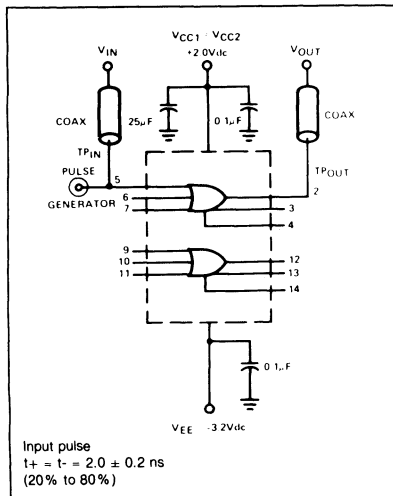 VIN
VCC1 = VCC2
+2.0Vdc
VOUT
COAX
25µF
0.1µF
COAX
TPIN
TPOUT
PULSE
GENERATOR
5
6
7
2
3
4
9
10
11
12
13
14
0.1µF
VEE -3.2Vdc
Input pulse
t+ = t- = 2.0 ± 0.2 ns
(20% to 80%)